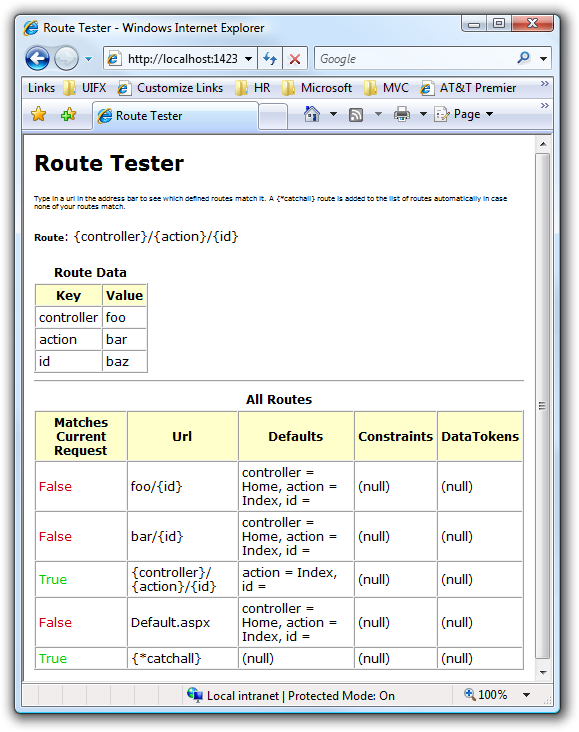 Route Tester - Windows Internet Explorer
http://localhost:1423
Google
Links UIFX Customize Links HR Microsoft MVC AT&T Premier »
Route Tester Page »
Route Tester
Type in a url in the address bar to see which defined routes match it. A {*catchall} route is added to the list of routes automatically in case
none of your routes match.
Route: {controller}/{action}/{id}
Route Data
Key Value
controller foo
action bar
id baz
All Routes
Matches
Current
Request
Url Defaults Constraints DataTokens
False foo/{id} controller =
Home, action =
Index, id =
(null) (null)
False bar/{id} controller =
Home, action =
Index, id =
(null) (null)
True {controller}/
{action}/{id}
action = Index,
id =
(null) (null)
False Default.aspx controller =
Home, action =
Index, id =
(null) (null)
True {*catchall} (null) (null) (null)
Local intranet | Protected Mode: On 100%